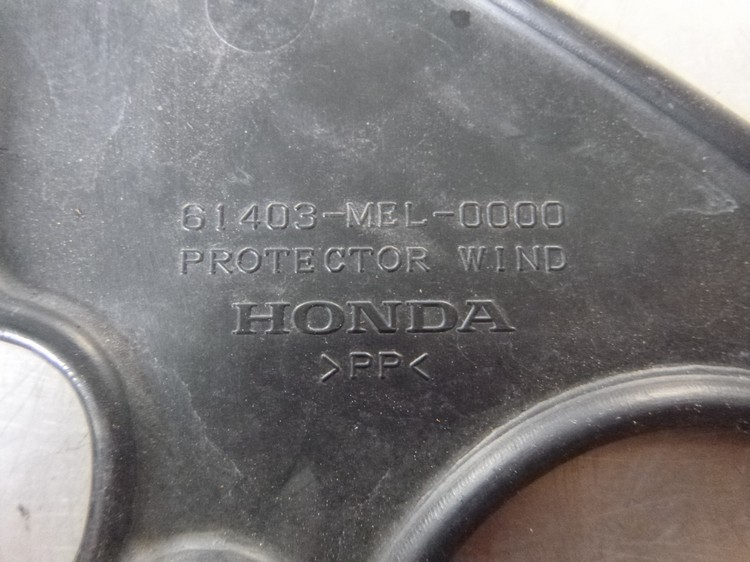 61403-MEL-0000
PROTECTOR WIND
HONDA
>PP<